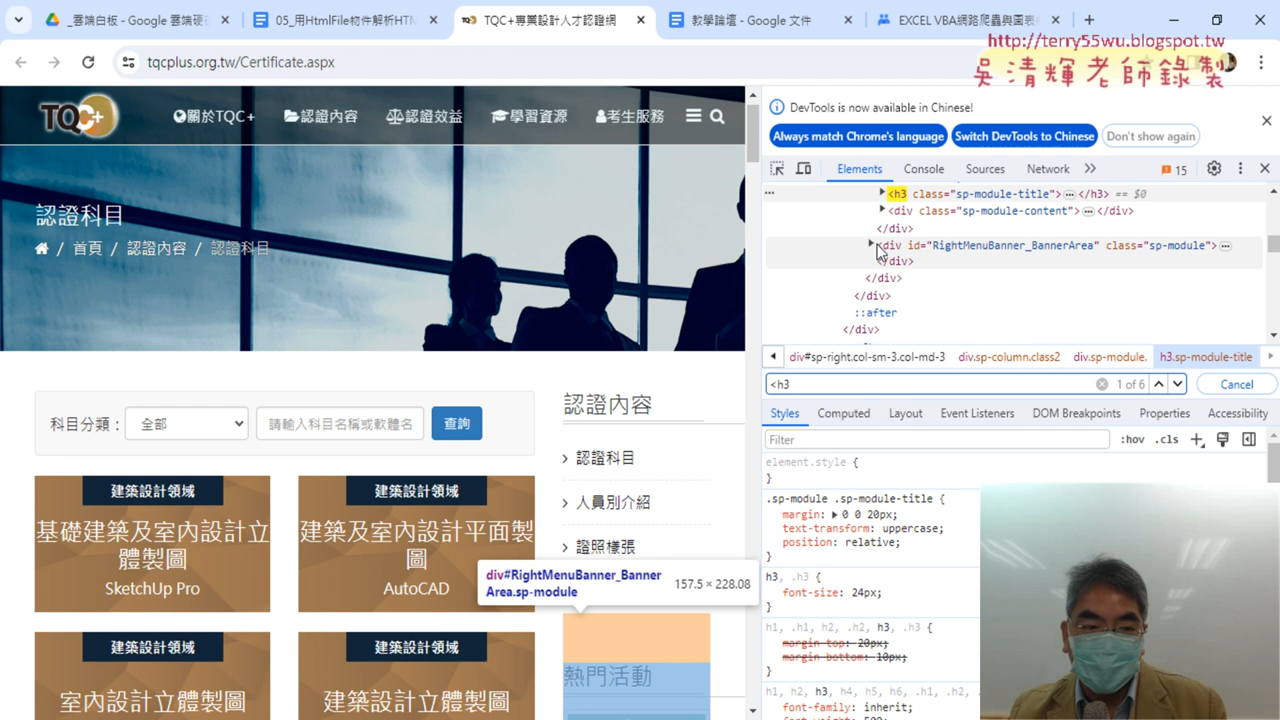 _雲端白板 - Google 雲端硬
05_用HtmlFile物件解析HTM
TQC+專業設計人才認證網
教學論壇 - Google 文件
EXCEL VBA網路爬蟲與圖表
http://terry55wu.blogspot.tw
吳清輝老師錄製
tqcplus.org.tw/Certificate.aspx
TQC+
關於TQC+
認證內容
認證效益
學習資源
考生服務
認證科目
/ 首頁 / 認證內容 / 認證科目
科目分類：
全部
請輸入科目名稱或軟體名
查詢
認證內容
認證科目
人員別介紹
證照樣張
建築設計領域
基礎建築及室內設計立
體製圖
SketchUp Pro
建築設計領域
建築及室內設計平面製
圖
AutoCAD
建築設計領域
室內設計立體製圖
建築設計領域
建築設計立體製圖
div#RightMenuBanner_Banner
Area.sp-module
157.5 × 228.08
熱門活動
DevTools is now available in Chinese!
Always match Chrome's language
Switch DevTools to Chinese
Don't show again
Elements
Console
Sources
Network
15
<h3 class="sp-module-title">…</h3> == $0
<div class="sp-module-content">…</div>
</div>
<div id="RightMenuBanner_BannerArea" class="sp-module">…
</div>
</div>
</div>
::after
</div>
div#sp-right.col-sm-3.col-md-3
div.sp-column.class2
div.sp-module.
h3.sp-module-title
<h3
1 of 6
Cancel
Styles
Computed
Layout
Event Listeners
DOM Breakpoints
Properties
Accessibility
Filter
:hov
.cls
element.style {
}
.sp-module .sp-module-title {
margin: 0 0 20px;
text-transform: uppercase;
position: relative;
}
h3, .h3 {
font-size: 24px;
}
h1, .h1, h2, .h2, h3, .h3 {
margin-top: 20px;
margin-bottom: 10px;
}
h1, h2, h3, h4, h5, h6, .h1, .h2,
font-family: inherit;
font-weight: 500;